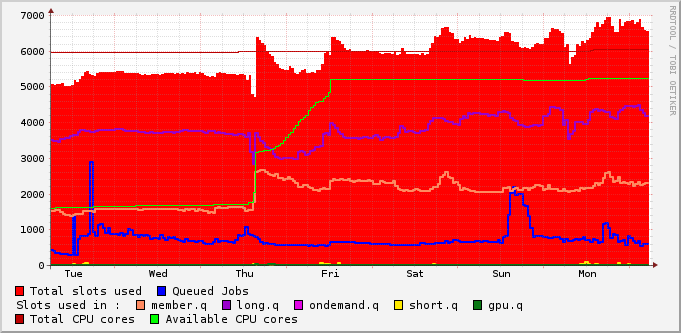 7000
6000
5000
4000
3000
2000
1000
0
Tue Wed Thu Fri Sat Sun Mon
RRDTOOL / TOBI OETIKER
Total slots used Queued Jobs
Slots used in : member.q long.q ondemand.q short.q gpu.q
Total CPU cores Available CPU cores